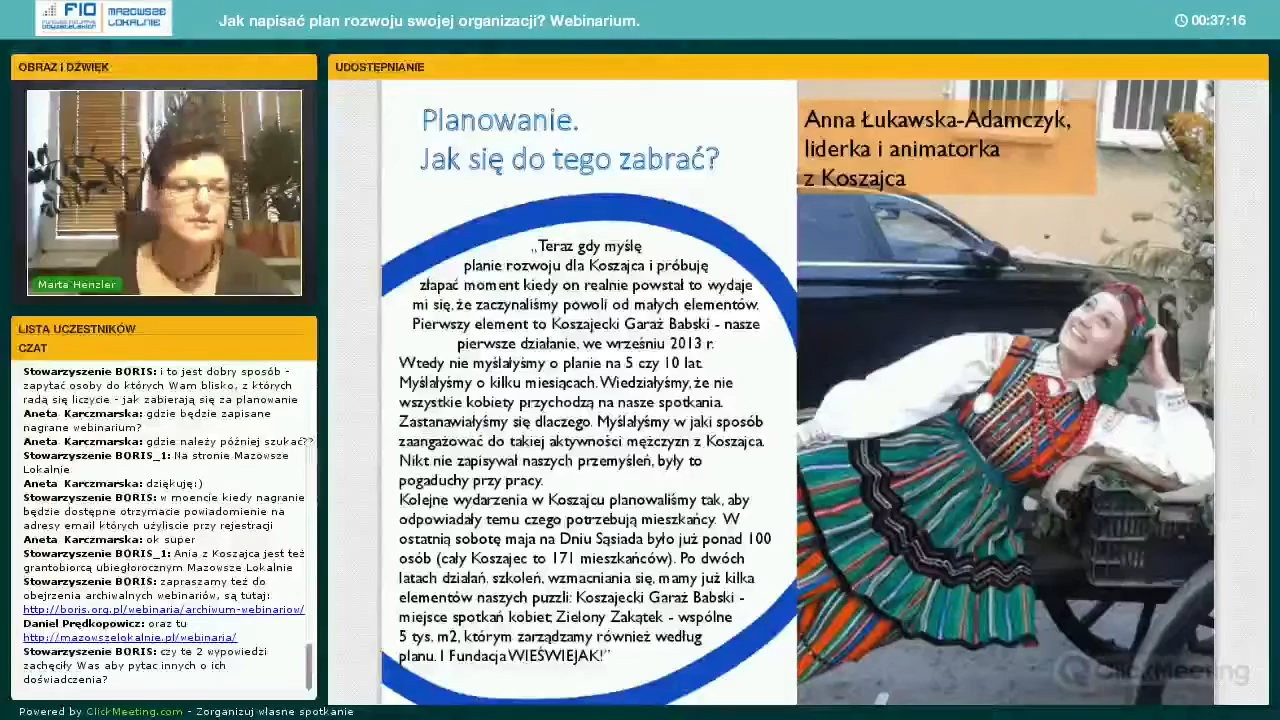 FIO
MAZOWSZE
LOKALNIE
Jak napisać plan rozwoju swojej organizacji? Webinarium.
00:37:16
OBRAZ I DŹWIĘK
Marta Henzler
LISTA UCZESTNIKÓW
CZAT
Stowarzyszenie BORIS: i to jest dobry sposób -
zapytać osoby do których Wam blisko, z których
radą się liczycie - jak zabierają się za planowanie
Aneta Karczmarska: gdzie będzie zapisane
nagrane webinarium?
Aneta Karczmarska: gdzie należy później szukać??
Stowarzyszenie BORIS_1: Na stronie Mazowsze
Lokalnie
Aneta Karczmarska: dziękuję:)
Stowarzyszenie BORIS: w moencie kiedy nagranie
będzie dostępne otrzymacie powiadomienie na
adresy email których użyliscie przy rejestracji
Aneta Karczmarska: ok super
Stowarzyszenie BORIS_1: Ania z Koszajca jest też
grantobiorcą ubiegłorocznym Mazowsze Lokalnie
Stowarzyszenie BORIS: zapraszamy też do
obejrzenia archiwalnych webinariów, są tutaj:
http://boris.org.pl/webinaria/archiwum-webinariow/
Daniel Prędkopowicz: oraz tu
http://mazowszelokalnie.pl/webinaria/
Stowarzyszenie BORIS: czy te 2 wypowiedzi
zachęciły Was aby pytac innych o ich
doświadczenia?
UDOSTĘPNIANIE
Planowanie.
Jak się do tego zabrać?
„Teraz gdy myślę
planie rozwoju dla Koszajca i próbuję
złapać moment kiedy on realnie powstał to wydaje
mi się, że zaczynaliśmy powoli od małych elementów.
Pierwszy element to Koszajecki Garaż Babski - nasze
pierwsze działanie, we wrześniu 2013 r.
Wtedy nie myślałyśmy o planie na 5 czy 10 lat.
Myślałyśmy o kilku miesiącach. Wiedziałyśmy, że nie
wszystkie kobiety przychodzą na nasze spotkania.
Zastanawiałyśmy się dlaczego. Myślałyśmy w jaki sposób
zaangażować do takiej aktywności mężczyzn z Koszajca.
Nikt nie zapisywał naszych przemyśleń, były to
pogaduchy przy pracy.
Kolejne wydarzenia w Koszajcu planowaliśmy tak, aby
odpowiadały temu czego potrzebują mieszkańcy. W
ostatnią sobotę maja na Dniu Sąsiada było już ponad 100
osób (cały Koszajec to 171 mieszkańców). Po dwóch
latach działań, szkoleń, wzmacniania się, mamy już kilka
elementów naszych puzzli: Koszajecki Garaż Babski -
miejsce spotkań kobiet; Zielony Zakątek - wspólne
5 tys. m2, którym zarządzamy również według
planu. I Fundacja WIEŚWIEJAK!"
Anna Łukawska-Adamczyk,
liderka i animatorka
z Koszajca
ClickMeeting
Powered by ClickMeeting.com - Zorganizuj własne spotkanie